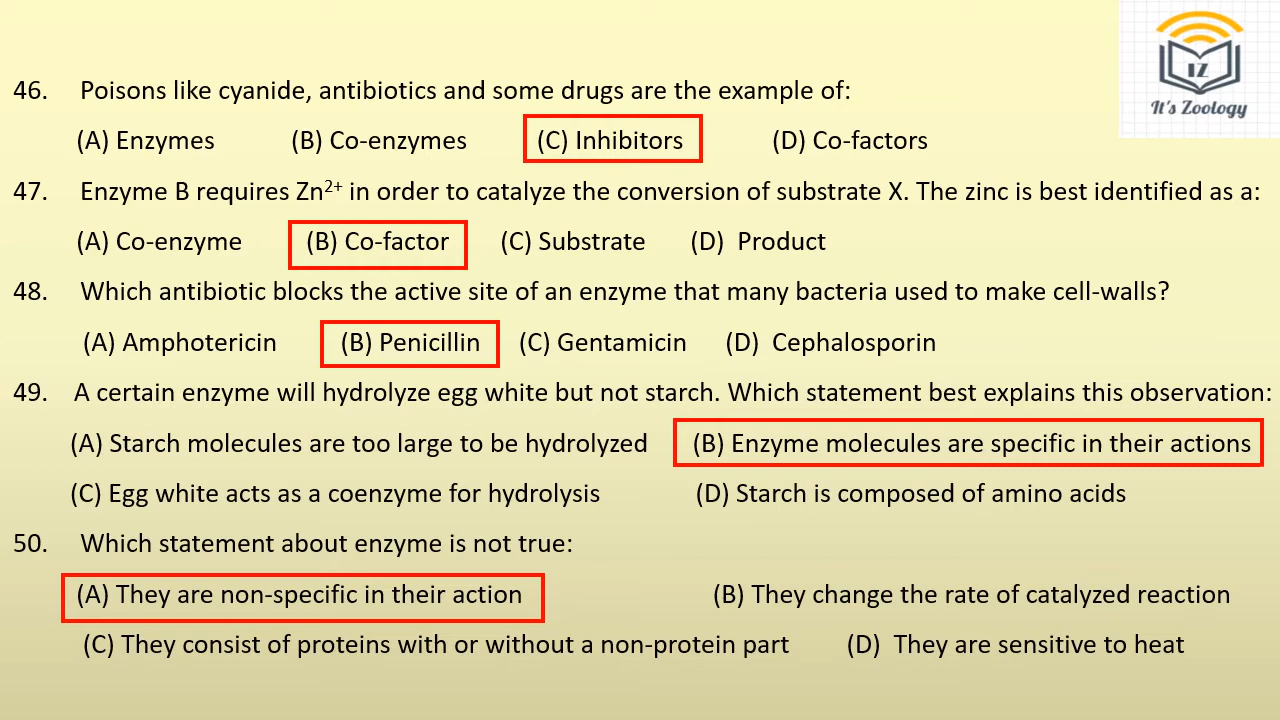 IZ
It's Zoology
46. Poisons like cyanide, antibiotics and some drugs are the example of:
(A) Enzymes (B) Co-enzymes (C) Inhibitors (D) Co-factors
47. Enzyme B requires Zn²⁺ in order to catalyze the conversion of substrate X. The zinc is best identified as a:
(A) Co-enzyme (B) Co-factor (C) Substrate (D) Product
48. Which antibiotic blocks the active site of an enzyme that many bacteria used to make cell-walls?
(A) Amphotericin (B) Penicillin (C) Gentamicin (D) Cephalosporin
49. A certain enzyme will hydrolyze egg white but not starch. Which statement best explains this observation:
(A) Starch molecules are too large to be hydrolyzed (B) Enzyme molecules are specific in their actions
(C) Egg white acts as a coenzyme for hydrolysis (D) Starch is composed of amino acids
50. Which statement about enzyme is not true:
(A) They are non-specific in their action (B) They change the rate of catalyzed reaction
(C) They consist of proteins with or without a non-protein part (D) They are sensitive to heat